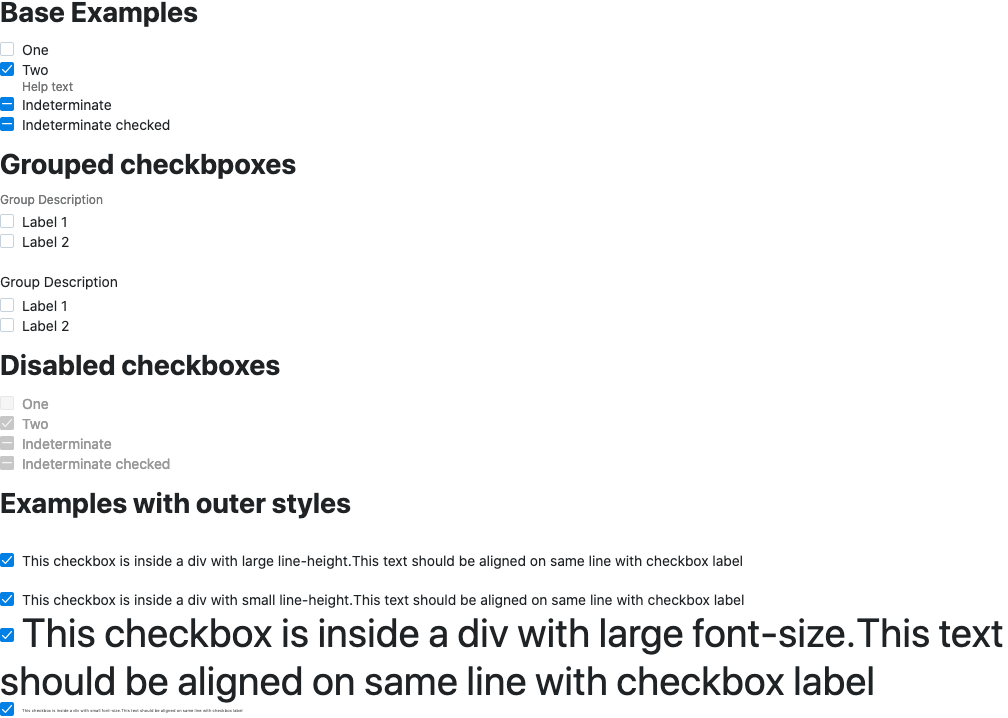 Base Examples
One
Two
Help text
Indeterminate
Indeterminate checked
Grouped checkbpoxes
Group Description
Label 1
Label 2
Group Description
Label 1
Label 2
Disabled checkboxes
One
Two
Indeterminate
Indeterminate checked
Examples with outer styles
This checkbox is inside a div with large line-height.This text should be aligned on same line with checkbox label
This checkbox is inside a div with small line-height.This text should be aligned on same line with checkbox label
This checkbox is inside a div with large font-size.This text
should be aligned on same line with checkbox label
This checkbox is inside a div with small font-size.This text should be aligned on same line with checkbox label